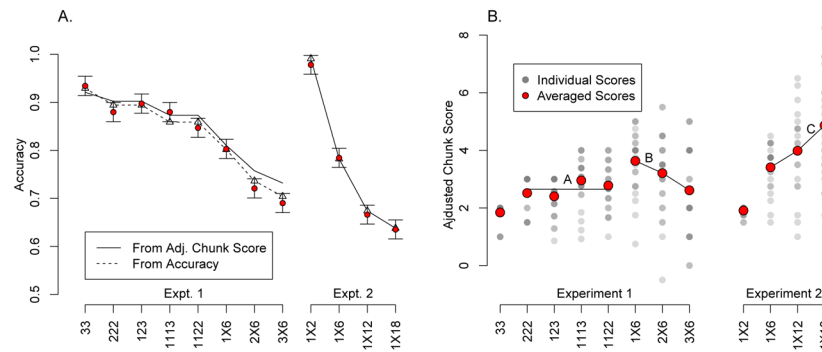 A.
Accuracy
1.0
0.9
0.8
0.7
0.6
0.5
From Adj. Chunk Score
From Accuracy
Expt. 1
Expt. 2
33
222
123
1113
1122
1X6
2X6
3X6
1X2
1X6
1X12
1X18
B.
Ajdusted Chunk Score
8
6
4
2
0
Individual Scores
Averaged Scores
A
B
C
Experiment 1
Experiment 2
33
222
123
1113
1122
1X6
2X6
3X6
1X2
1X6
1X12